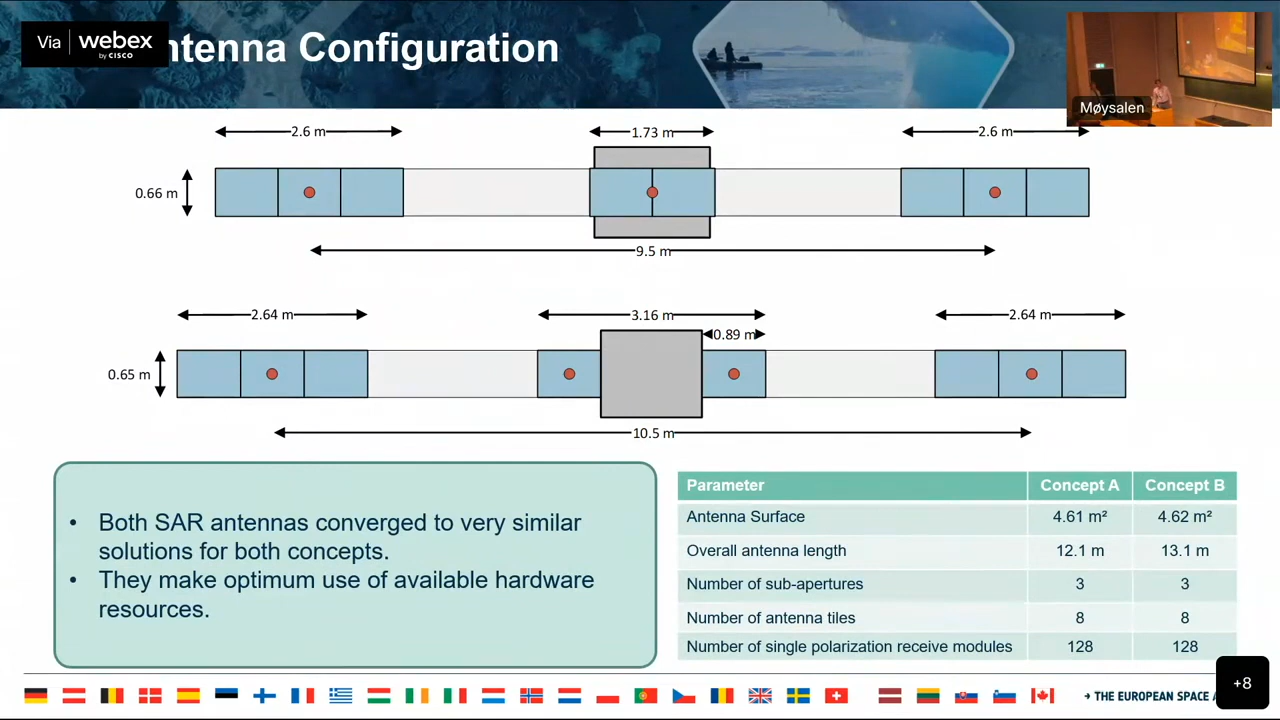 Via webex
by CISCO
ntenna Configuration
Møysalen
2.6 m
1.73 m
2.6 m
0.66 m
9.5 m
2.64 m
3.16 m
2.64 m
0.89 m
0.65 m
10.5 m
• Both SAR antennas converged to very similar
solutions for both concepts.
• They make optimum use of available hardware
resources.
Parameter Concept A Concept B
Antenna Surface 4.61 m² 4.62 m²
Overall antenna length 12.1 m 13.1 m
Number of sub-apertures 3 3
Number of antenna tiles 8 8
Number of single polarization receive modules 128 128
→ THE EUROPEAN SPACE A
+8